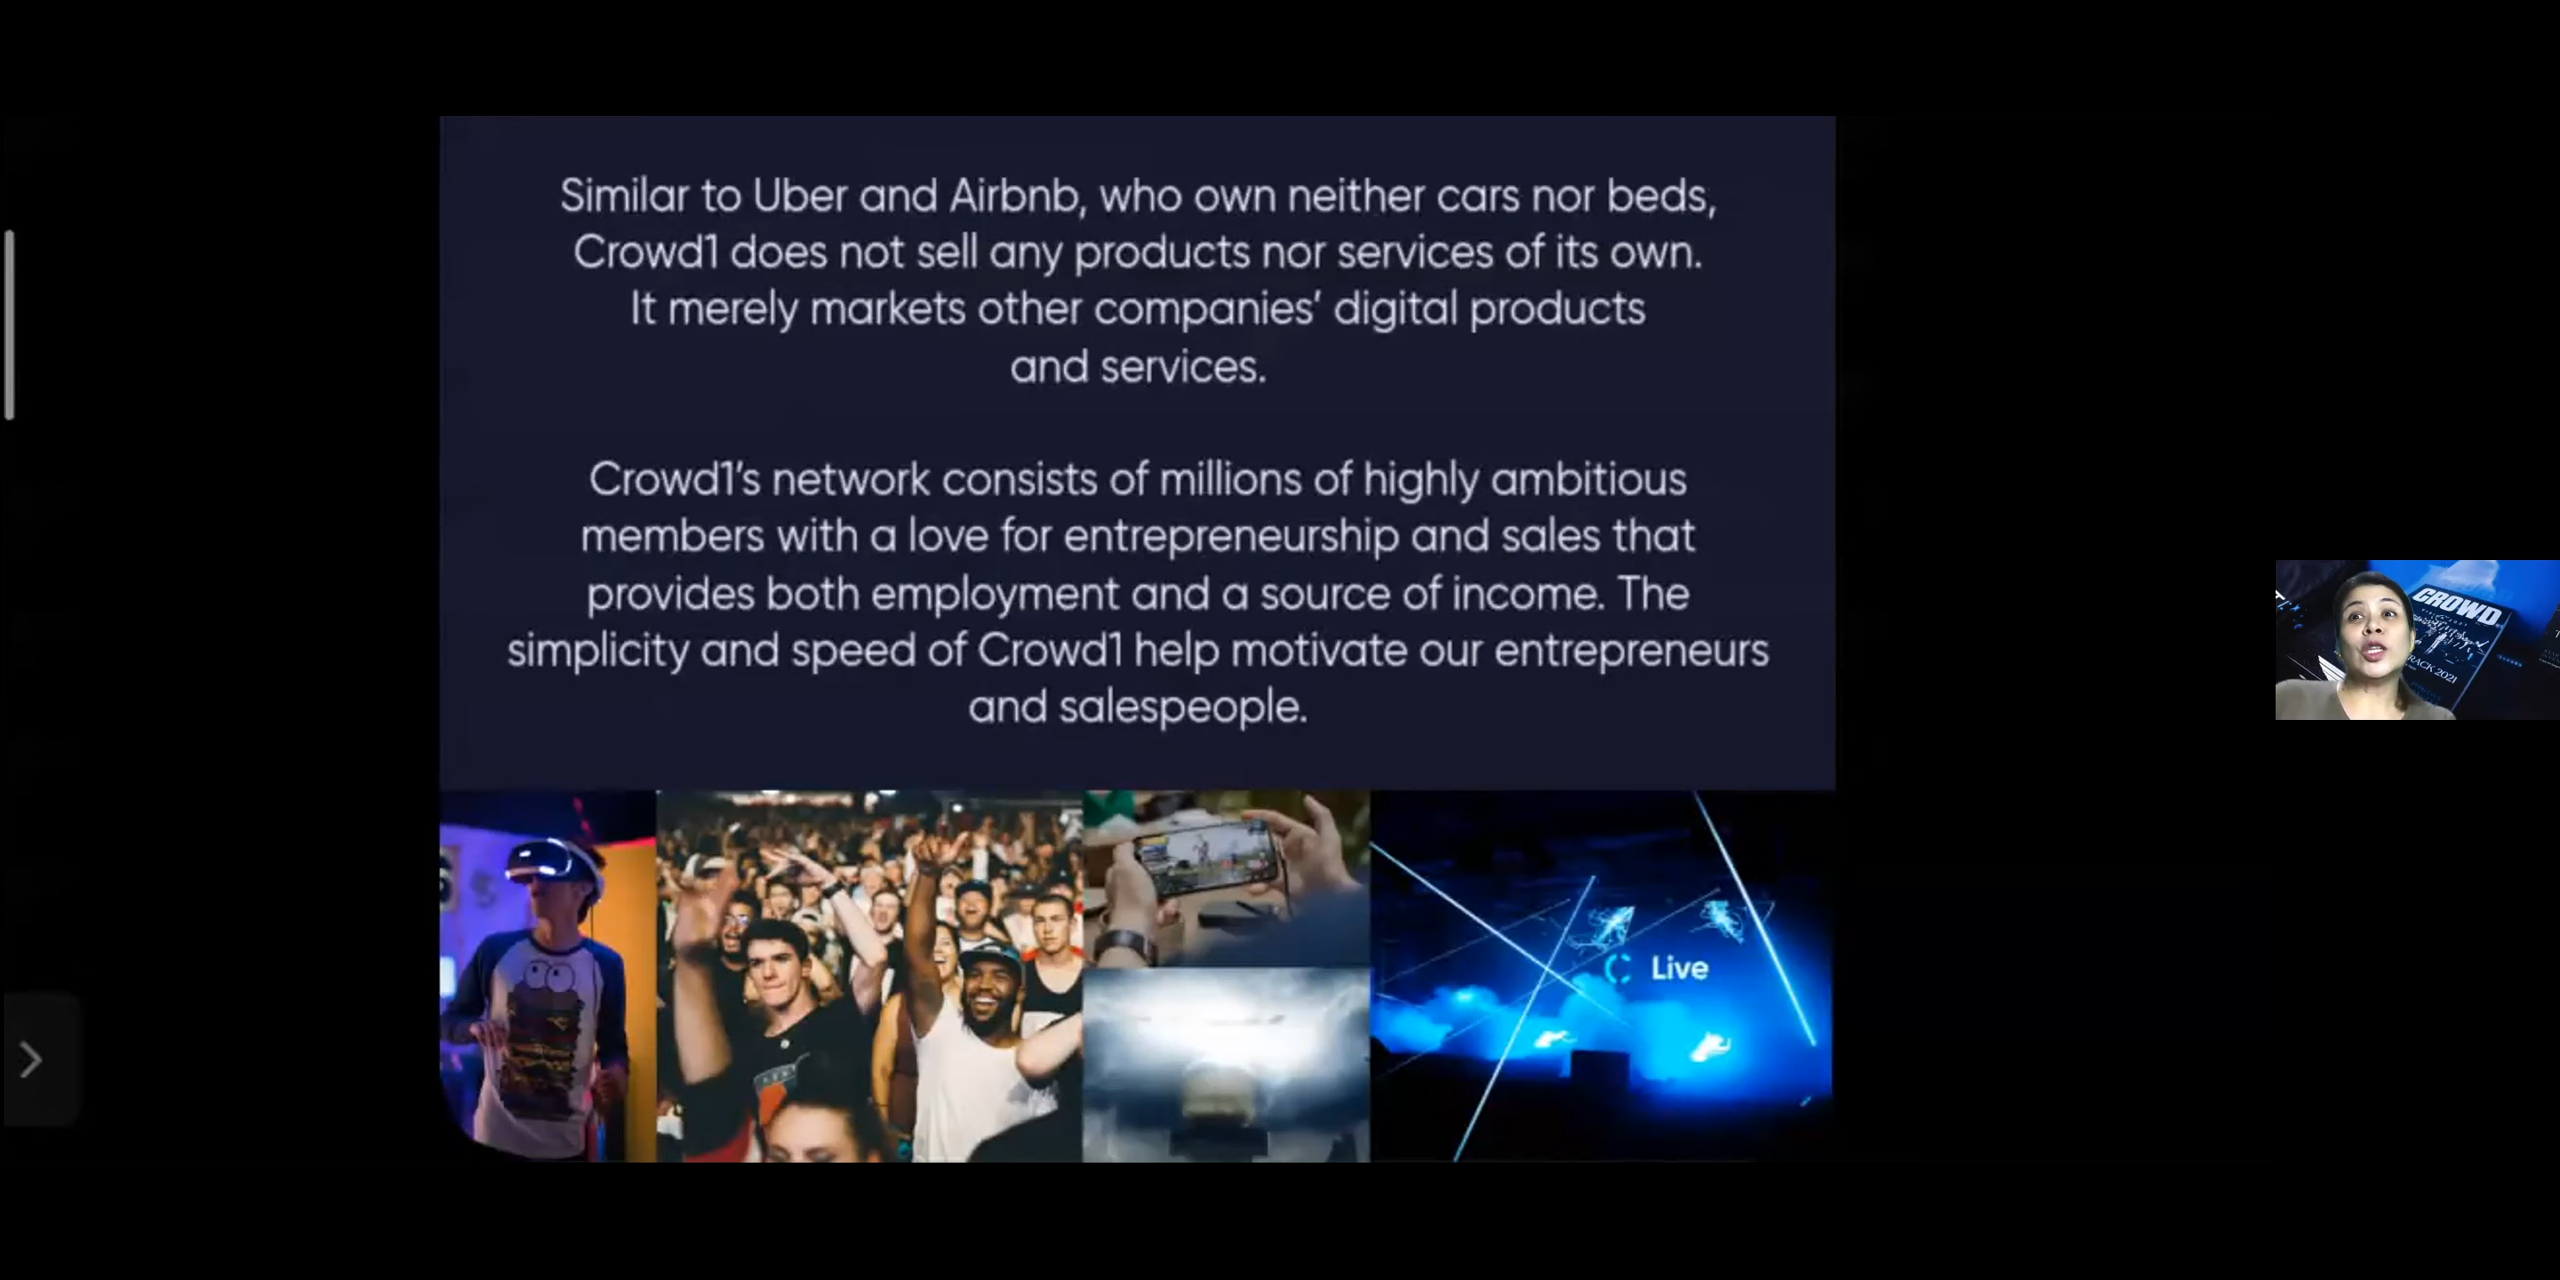 Similar to Uber and Airbnb, who own neither cars nor beds,
Crowd1 does not sell any products nor services of its own.
It merely markets other companies' digital products
and services.
Crowd1's network consists of millions of highly ambitious
members with a love for entrepreneurship and sales that
provides both employment and a source of income. The
simplicity and speed of Crowd1 help motivate our entrepreneurs
and salespeople.
Live
CROWD
RACK 2021